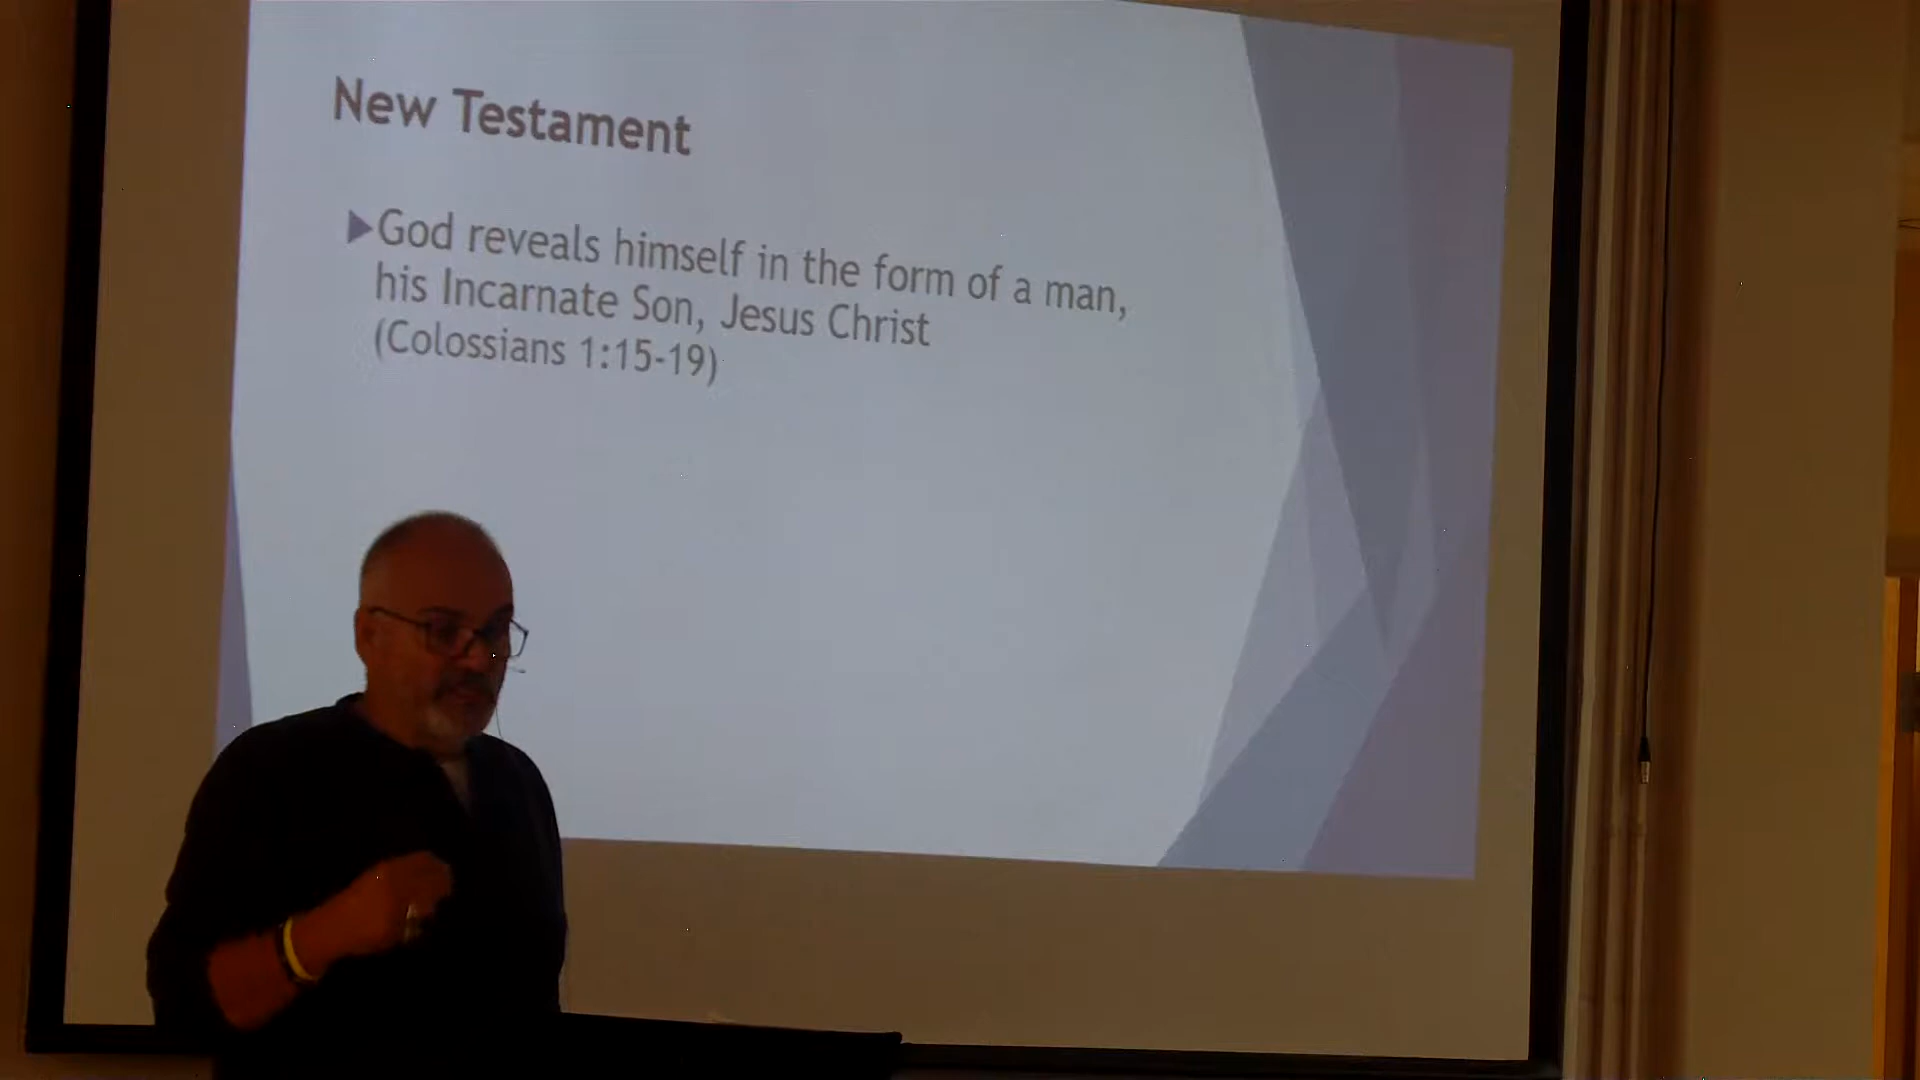 New Testament
God reveals himself in the form of a man,
his Incarnate Son, Jesus Christ
(Colossians 1:15-19)